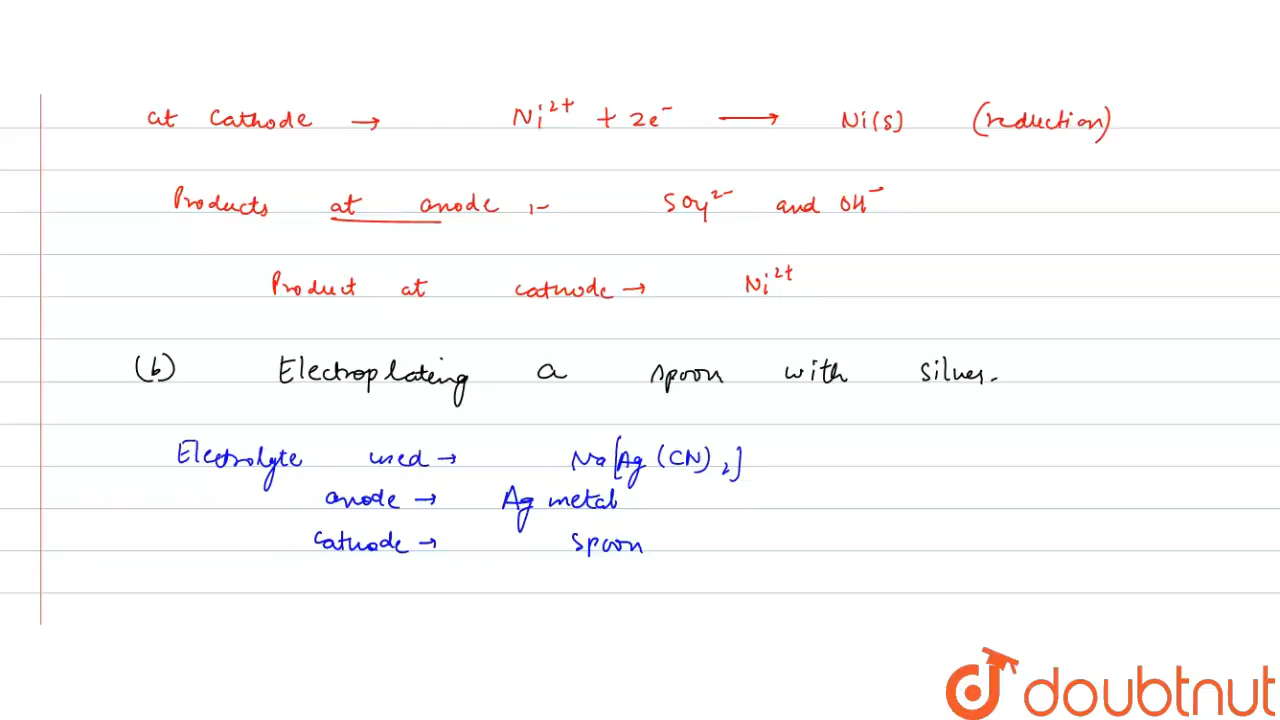 at cathode → Ni²⁺ + 2e⁻ ⟶ Ni(s) (reduction)
Products at anode :- SO₄²⁻ and OH⁻
Product at cathode → Ni²⁺
(b) Electroplating a spoon with silver.
Electrolyte used → Na[Ag(CN)₂]
anode → Ag metal
cathode → spoon
doubtnut